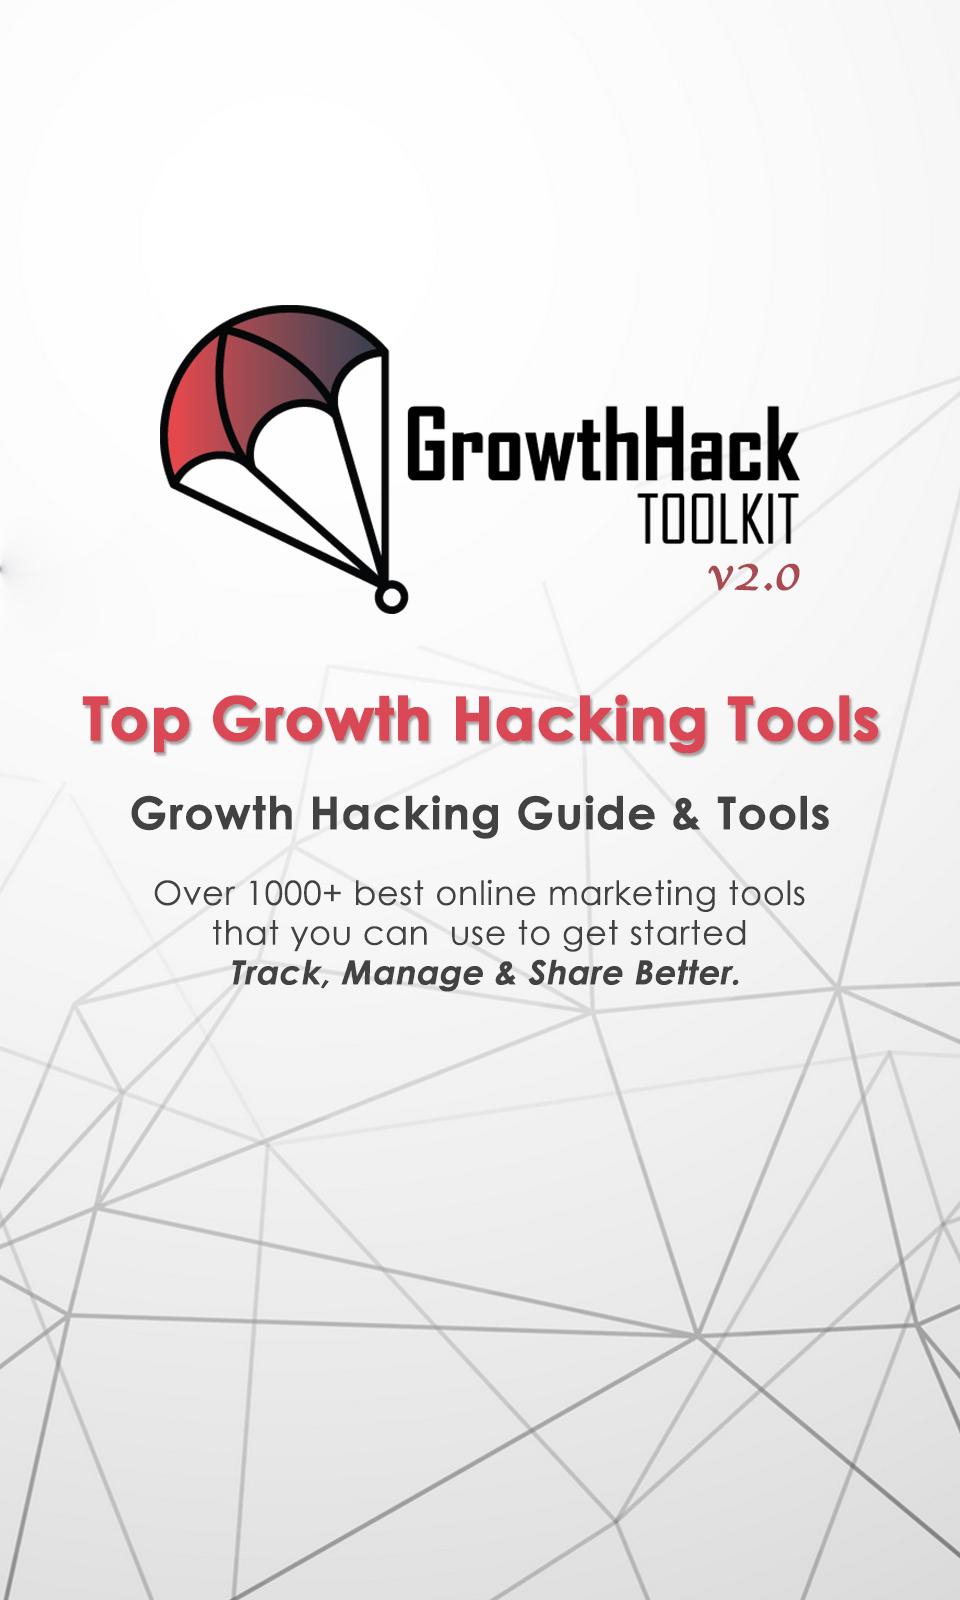 GrowthHack
TOOLKIT
v2.0
Top Growth Hacking Tools
Growth Hacking Guide & Tools
Over 1000+ best online marketing tools
that you can  use to get started
Track, Manage & Share Better.